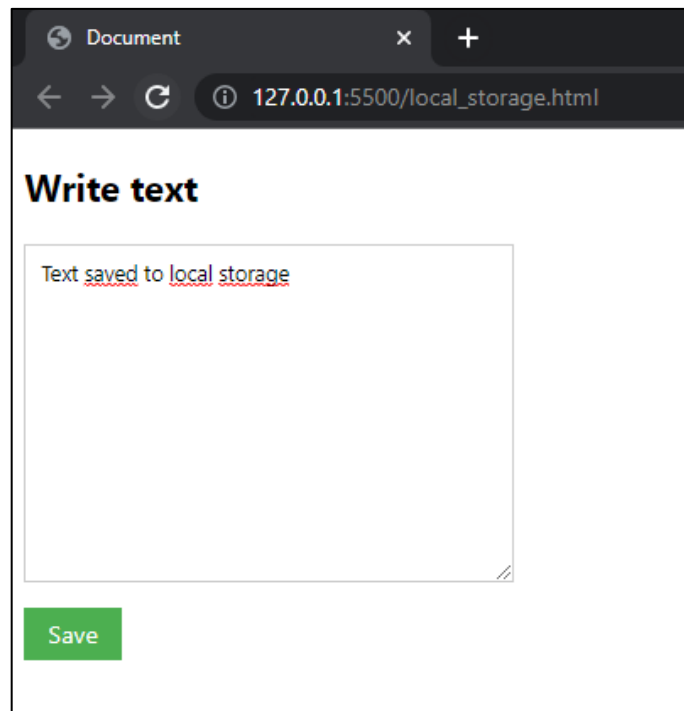 Document
127.0.0.1:5500/local_storage.html
Write text
Text saved to local storage
Save